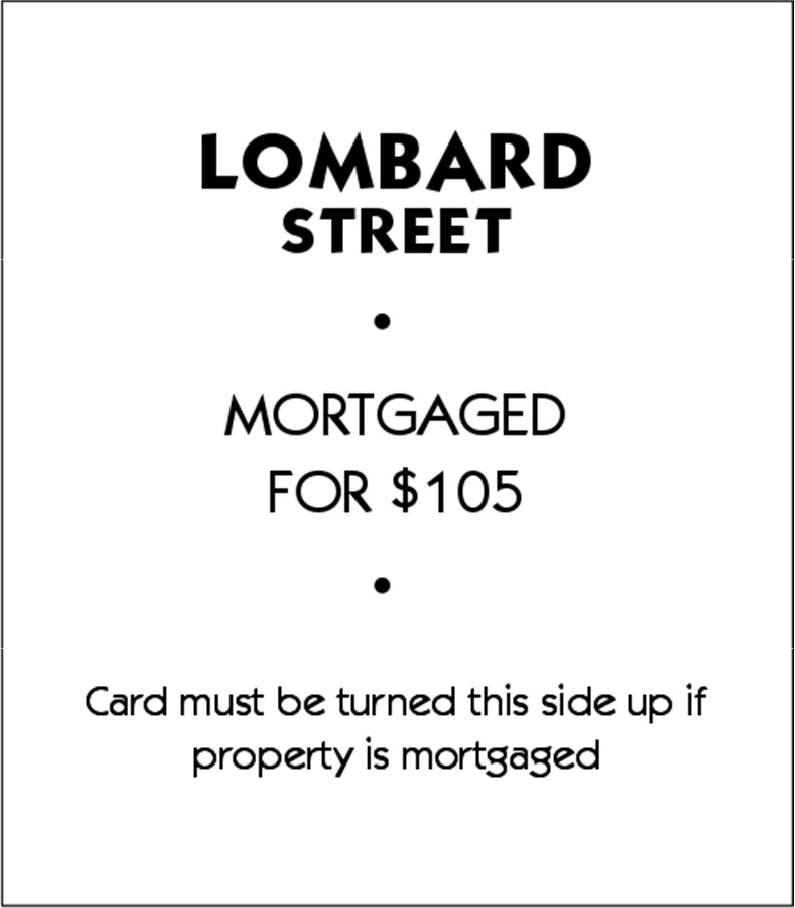 LOMBARD
STREET
•
MORTGAGED
FOR $105
•
Card must be turned this side up if
property is mortgaged